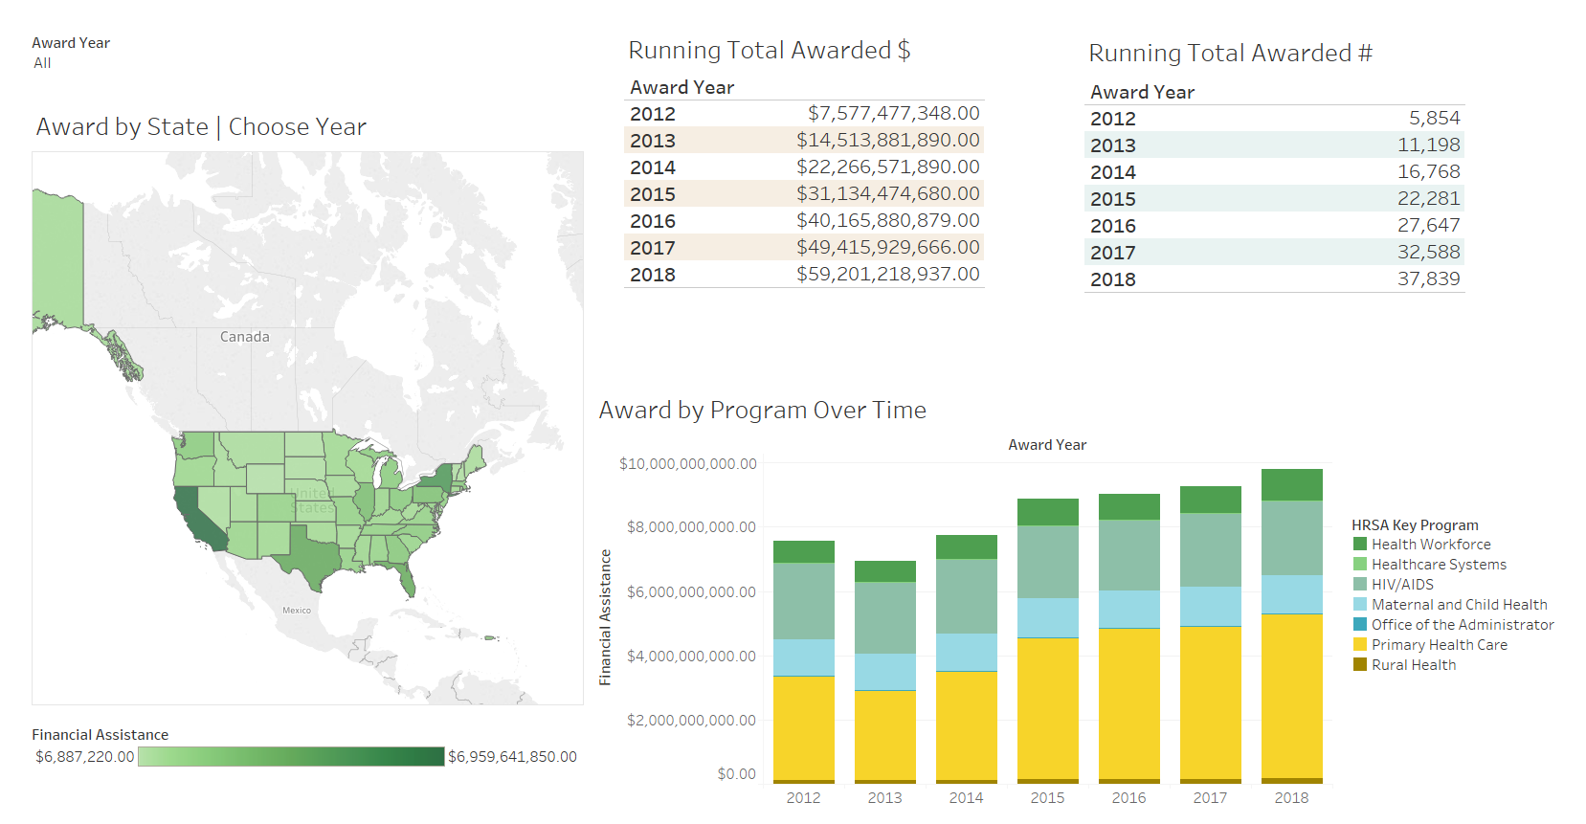 Award Year
All
Award by State | Choose Year
Canada
United
States
Mexico
Financial Assistance
$6,887,220.00
$6,959,641,850.00
Running Total Awarded $
Award Year
2012 $7,577,477,348.00
2013 $14,513,881,890.00
2014 $22,266,571,890.00
2015 $31,134,474,680.00
2016 $40,165,880,879.00
2017 $49,415,929,666.00
2018 $59,201,218,937.00
Running Total Awarded #
Award Year
2012 5,854
2013 11,198
2014 16,768
2015 22,281
2016 27,647
2017 32,588
2018 37,839
Award by Program Over Time
Award Year
Financial Assistance
$10,000,000,000.00
$8,000,000,000.00
$6,000,000,000.00
$4,000,000,000.00
$2,000,000,000.00
$0.00
2012 2013 2014 2015 2016 2017 2018
HRSA Key Program
Health Workforce
Healthcare Systems
HIV/AIDS
Maternal and Child Health
Office of the Administrator
Primary Health Care
Rural Health